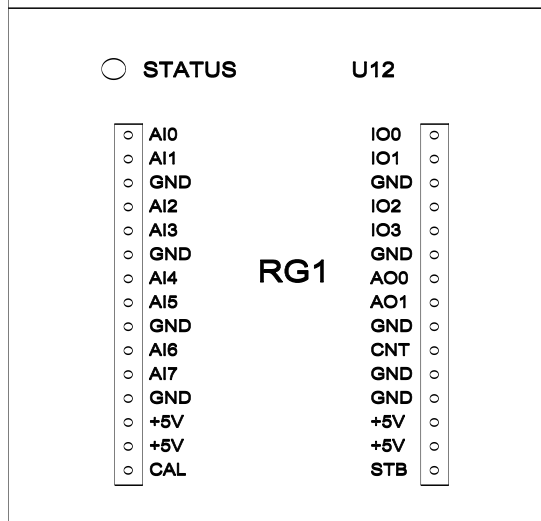 STATUS U12
AI0 IO0
AI1 IO1
GND GND
AI2 IO2
AI3 IO3
GND GND
RG1
AI4 AO0
AI5 AO1
GND GND
AI6 CNT
AI7 GND
GND GND
+5V +5V
+5V +5V
CAL STB